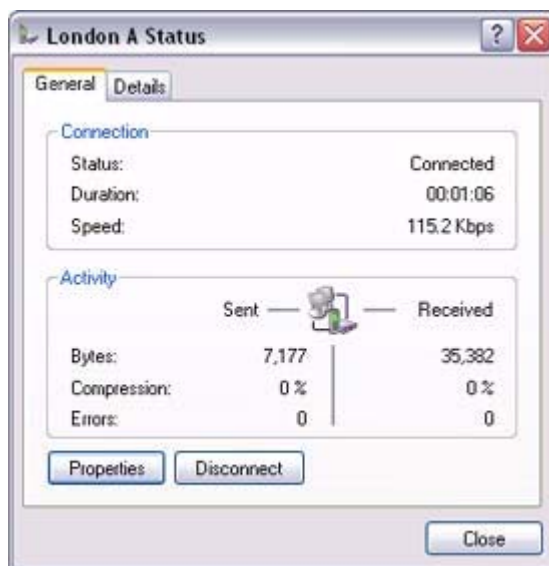 London A Status
General Details
Connection
Status: Connected
Duration: 00:01:06
Speed: 115.2 Kbps
Activity
Sent Received
Bytes: 7,177 35,382
Compression: 0 % 0 %
Errors: 0 0
Properties Disconnect
Close